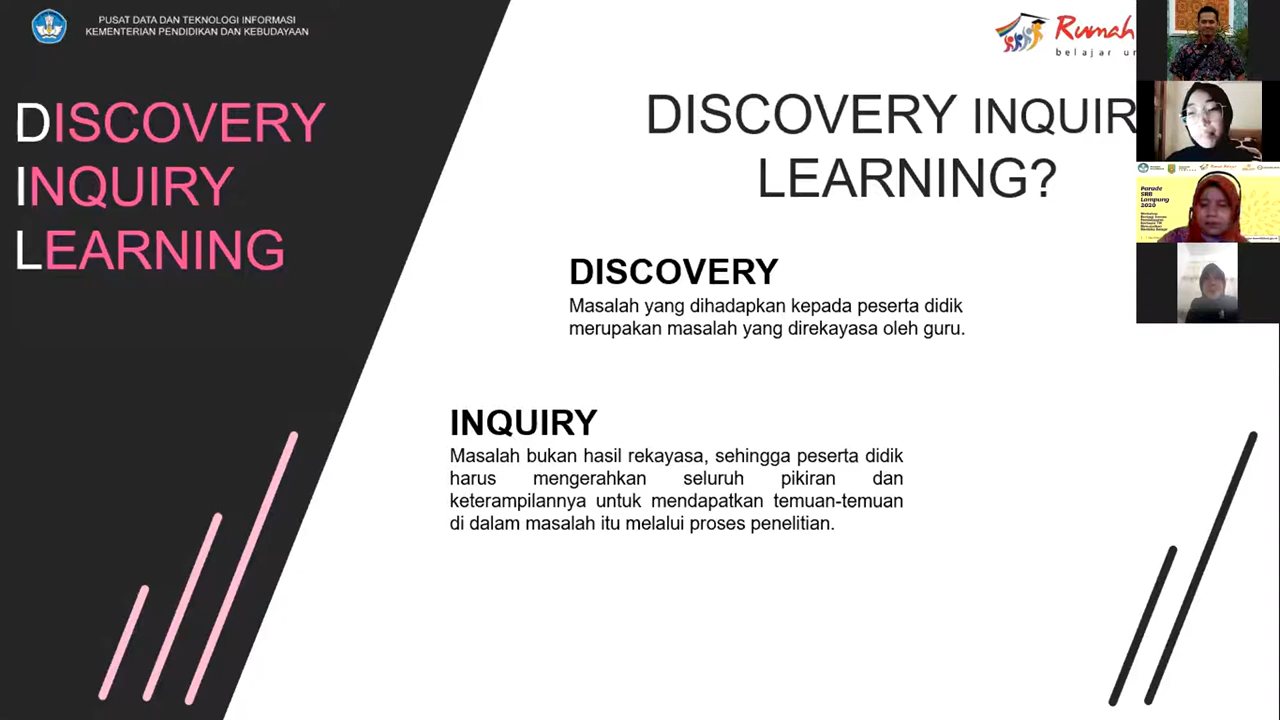 PUSAT DATA DAN TEKNOLOGI INFORMASI
KEMENTERIAN PENDIDIKAN DAN KEBUDAYAAN
DISCOVERY
INQUIRY
LEARNING
Rumah
belajar
DISCOVERY INQUIR
LEARNING?
DISCOVERY
Masalah yang dihadapkan kepada peserta didik
merupakan masalah yang direkayasa oleh guru.
INQUIRY
Masalah bukan hasil rekayasa, sehingga peserta didik
harus mengerahkan seluruh pikiran dan
keterampilannya untuk mendapatkan temuan-temuan
di dalam masalah itu melalui proses penelitian.
Parade
SRB
Lampung
2020